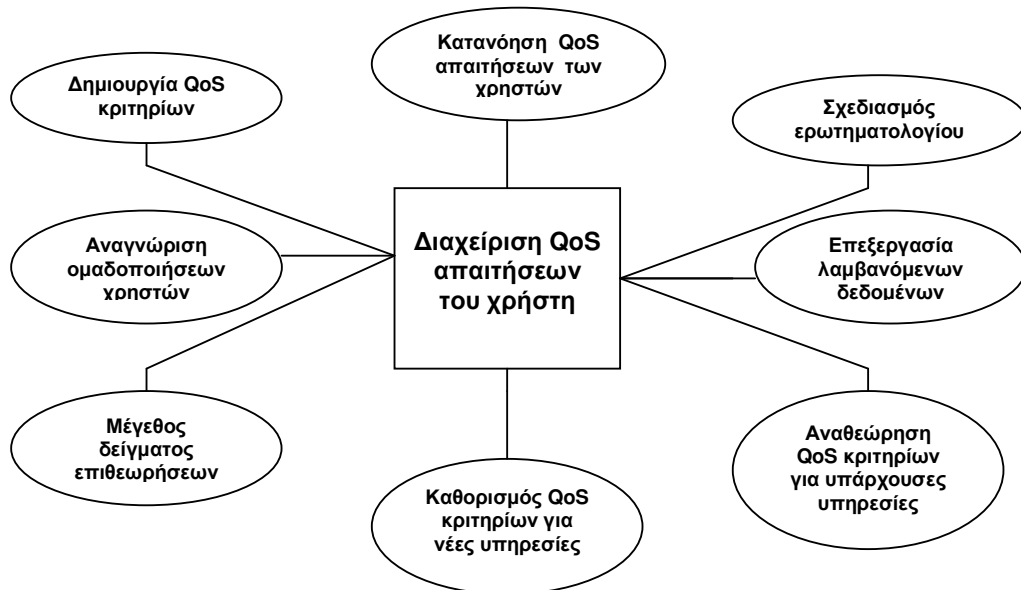 Κατανόηση QoS
απαιτήσεων των
χρηστών
Δημιουργία QoS
κριτηρίων
Σχεδιασμός
ερωτηματολογίου
Αναγνώριση
ομαδοποιήσεων
χρηστών
Διαχείριση QoS
απαιτήσεων
του χρήστη
Επεξεργασία
λαμβανόμενων
δεδομένων
Μέγεθος
δείγματος
επιθεωρήσεων
Καθορισμός QoS
κριτηρίων για
νέες υπηρεσίες
Αναθεώρηση
QoS κριτηρίων
για υπάρχουσες
υπηρεσίες